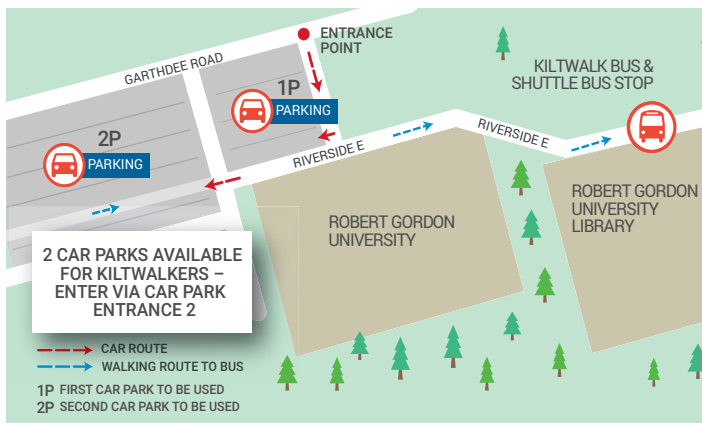 ENTRANCE
POINT
GARTHDEE ROAD
KILTWALK BUS &
SHUTTLE BUS STOP
1P
PARKING
2P
PARKING
RIVERSIDE E
RIVERSIDE E
ROBERT GORDON
UNIVERSITY
ROBERT GORDON
UNIVERSITY
LIBRARY
2 CAR PARKS AVAILABLE
FOR KILTWALKERS –
ENTER VIA CAR PARK
ENTRANCE 2
CAR ROUTE
WALKING ROUTE TO BUS
1P FIRST CAR PARK TO BE USED
2P SECOND CAR PARK TO BE USED